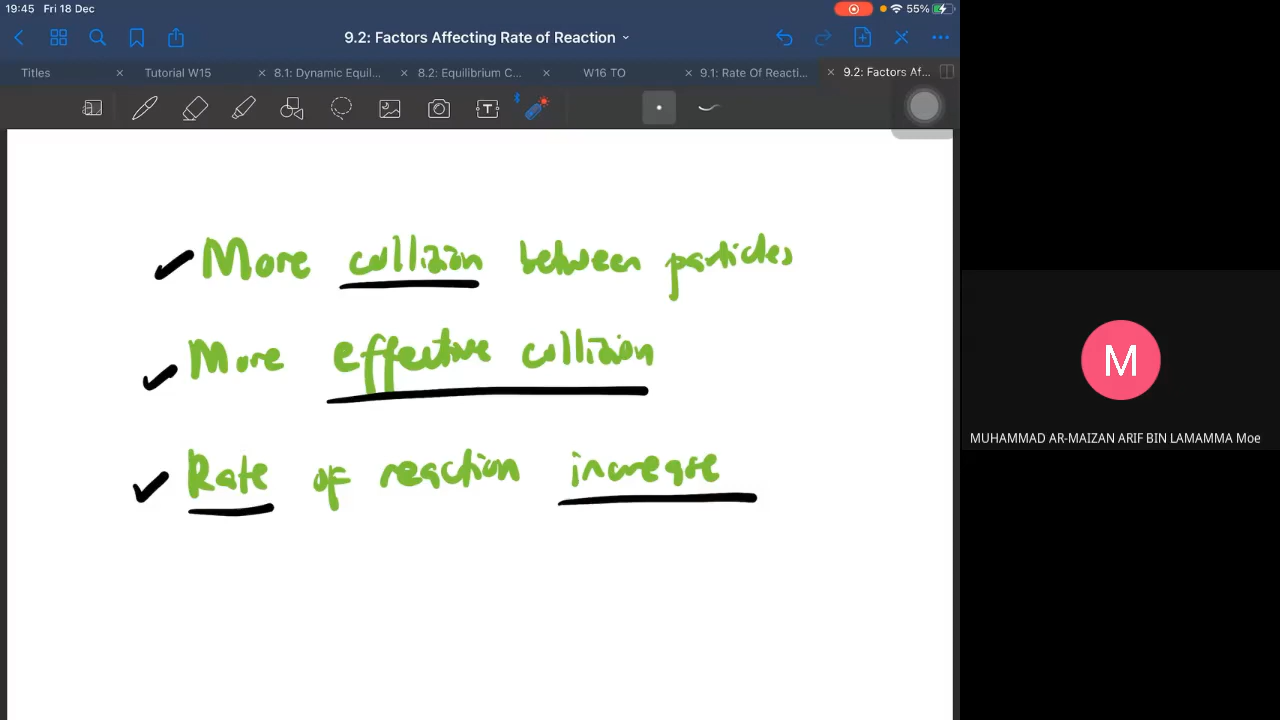 19:45 Fri 18 Dec
55%
9.2: Factors Affecting Rate of Reaction
Titles
Tutorial W15
8.1: Dynamic Equil...
8.2: Equilibrium C...
W16 TO
9.1: Rate Of Reacti...
9.2: Factors Af...
T
More collision between particles
More effective collision
Rate of reaction increase
M
MUHAMMAD AR-MAIZAN ARIF BIN LAMAMMA Moe